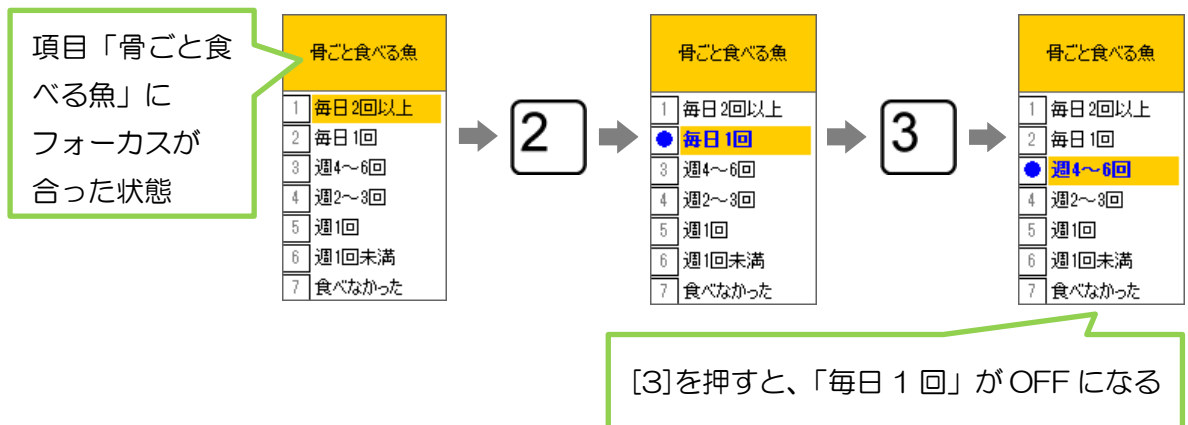 項目「骨ごと食
べる魚」に
フォーカスが
合った状態
骨ごと食べる魚
1 毎日2回以上
2 毎日1回
3 週4～6回
4 週2～3回
5 週1回
6 週1回未満
7 食べなかった
2
骨ごと食べる魚
1 毎日2回以上
毎日1回
3 週4～6回
4 週2～3回
5 週1回
6 週1回未満
7 食べなかった
3
骨ごと食べる魚
1 毎日2回以上
2 毎日1回
週4～6回
4 週2～3回
5 週1回
6 週1回未満
7 食べなかった
[3]を押すと、「毎日 1 回」が OFF になる